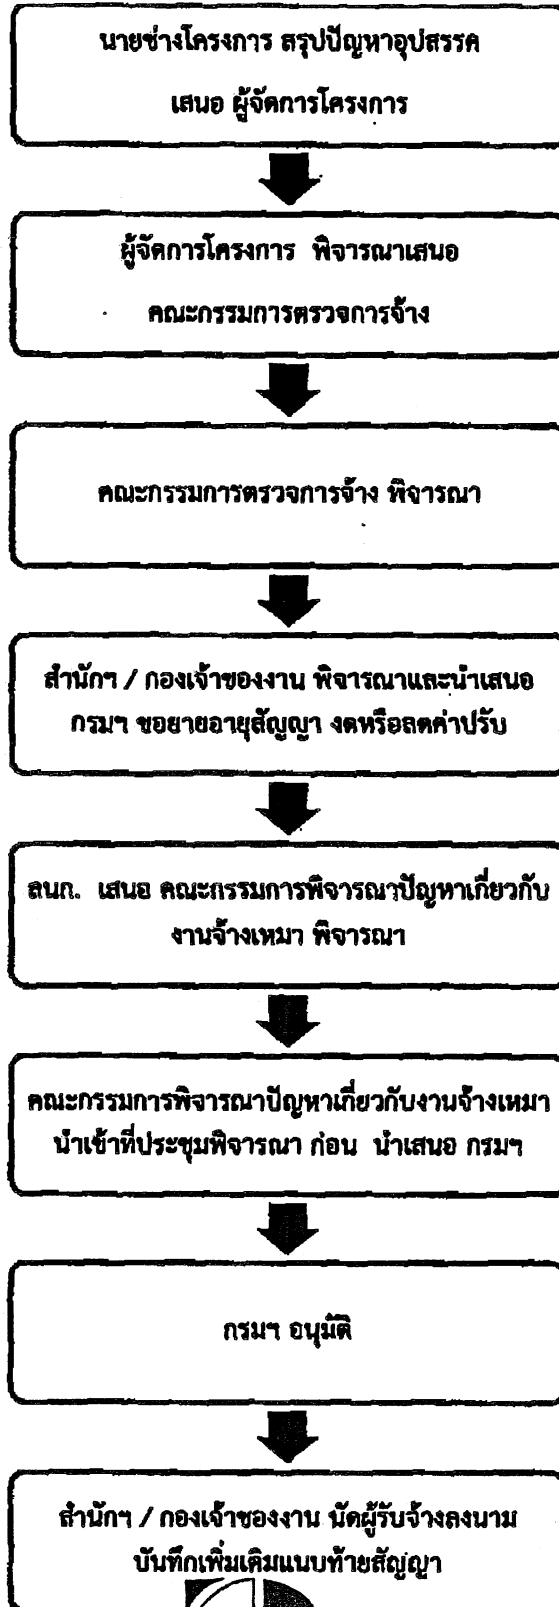 นายช่างโครงการ สรุปปัญหาอุปสรรค
เสนอ ผู้จัดการโครงการ
ผู้จัดการโครงการ พิจารณาเสนอ
คณะกรรมการตรวจการจ้าง
คณะกรรมการตรวจการจ้าง พิจารณา
สำนักฯ / กองเจ้าของงาน พิจารณาและนำเสนอ
กรมฯ ขอยายอายุสัญญา งดหรือลดค่าปรับ
ลนก. เสนอ คณะกรรมการพิจารณาปัญหาเกี่ยวกับ
งานจ้างเหมา พิจารณา
คณะกรรมการพิจารณาปัญหาเกี่ยวกับงานจ้างเหมา
นำเข้าที่ประชุมพิจารณา ก่อน นำเสนอ กรมฯ
กรมฯ อนุมัติ
สำนักฯ / กองเจ้าของงาน นัดผู้รับจ้างลงนาม
บันทึกเพิ่มเติมแนบท้ายสัญญา